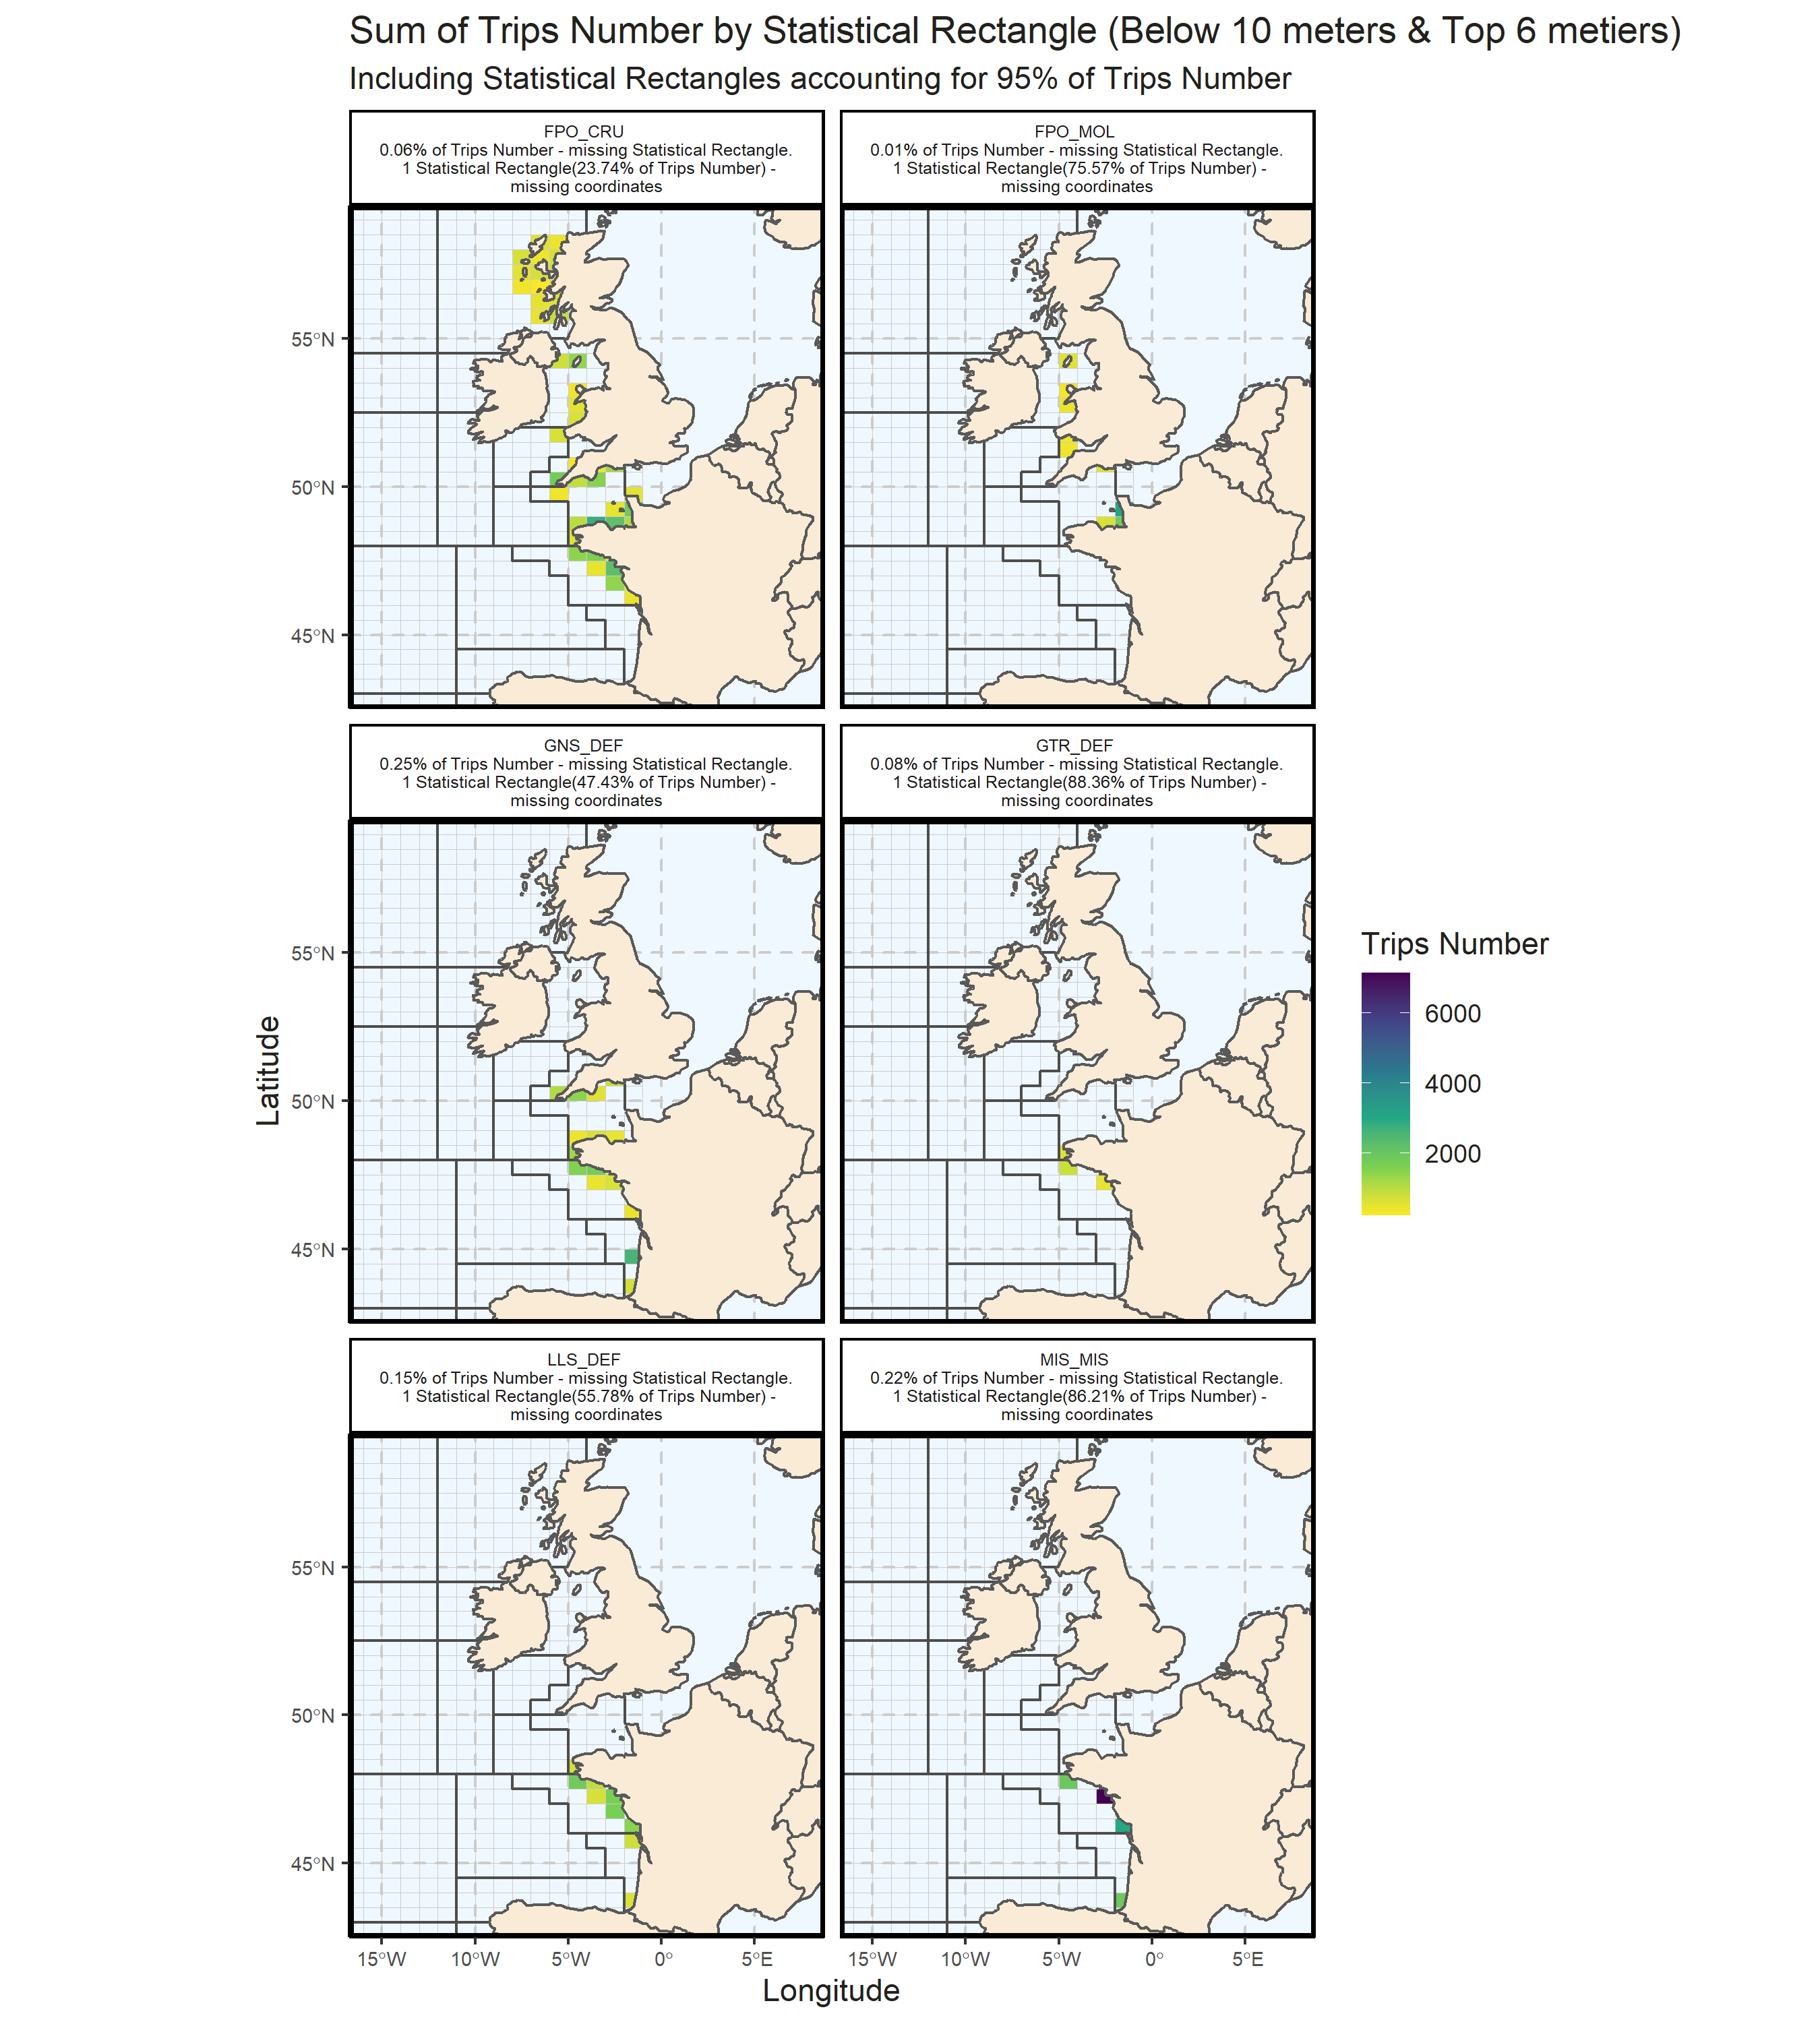 Sum of Trips Number by Statistical Rectangle (Below 10 meters & Top 6 metiers)
Including Statistical Rectangles accounting for 95% of Trips Number
FPO_CRU
0.06% of Trips Number - missing Statistical Rectangle.
1 Statistical Rectangle(23.74% of Trips Number) -
missing coordinates
FPO_MOL
0.01% of Trips Number - missing Statistical Rectangle.
1 Statistical Rectangle(75.57% of Trips Number) -
missing coordinates
55°N
50°N
45°N
GNS_DEF
0.25% of Trips Number - missing Statistical Rectangle.
1 Statistical Rectangle(47.43% of Trips Number) -
missing coordinates
GTR_DEF
0.08% of Trips Number - missing Statistical Rectangle.
1 Statistical Rectangle(88.36% of Trips Number) -
missing coordinates
55°N
50°N
45°N
Latitude
Trips Number
6000
4000
2000
LLS_DEF
0.15% of Trips Number - missing Statistical Rectangle.
1 Statistical Rectangle(55.78% of Trips Number) -
missing coordinates
MIS_MIS
0.22% of Trips Number - missing Statistical Rectangle.
1 Statistical Rectangle(86.21% of Trips Number) -
missing coordinates
55°N
50°N
45°N
15°W 10°W 5°W 0° 5°E
15°W 10°W 5°W 0° 5°E
Longitude